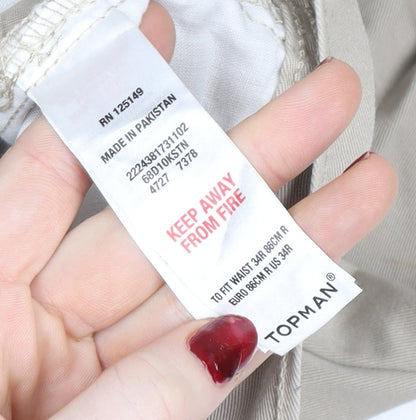 RN 125149
MADE IN PAKISTAN
2224381731102
68D10KSTN
4727 7378
KEEP AWAY
FROM FIRE
TO FIT WAIST 34R 86CM R
EURO 86CM R US 34R
TOPMAN®